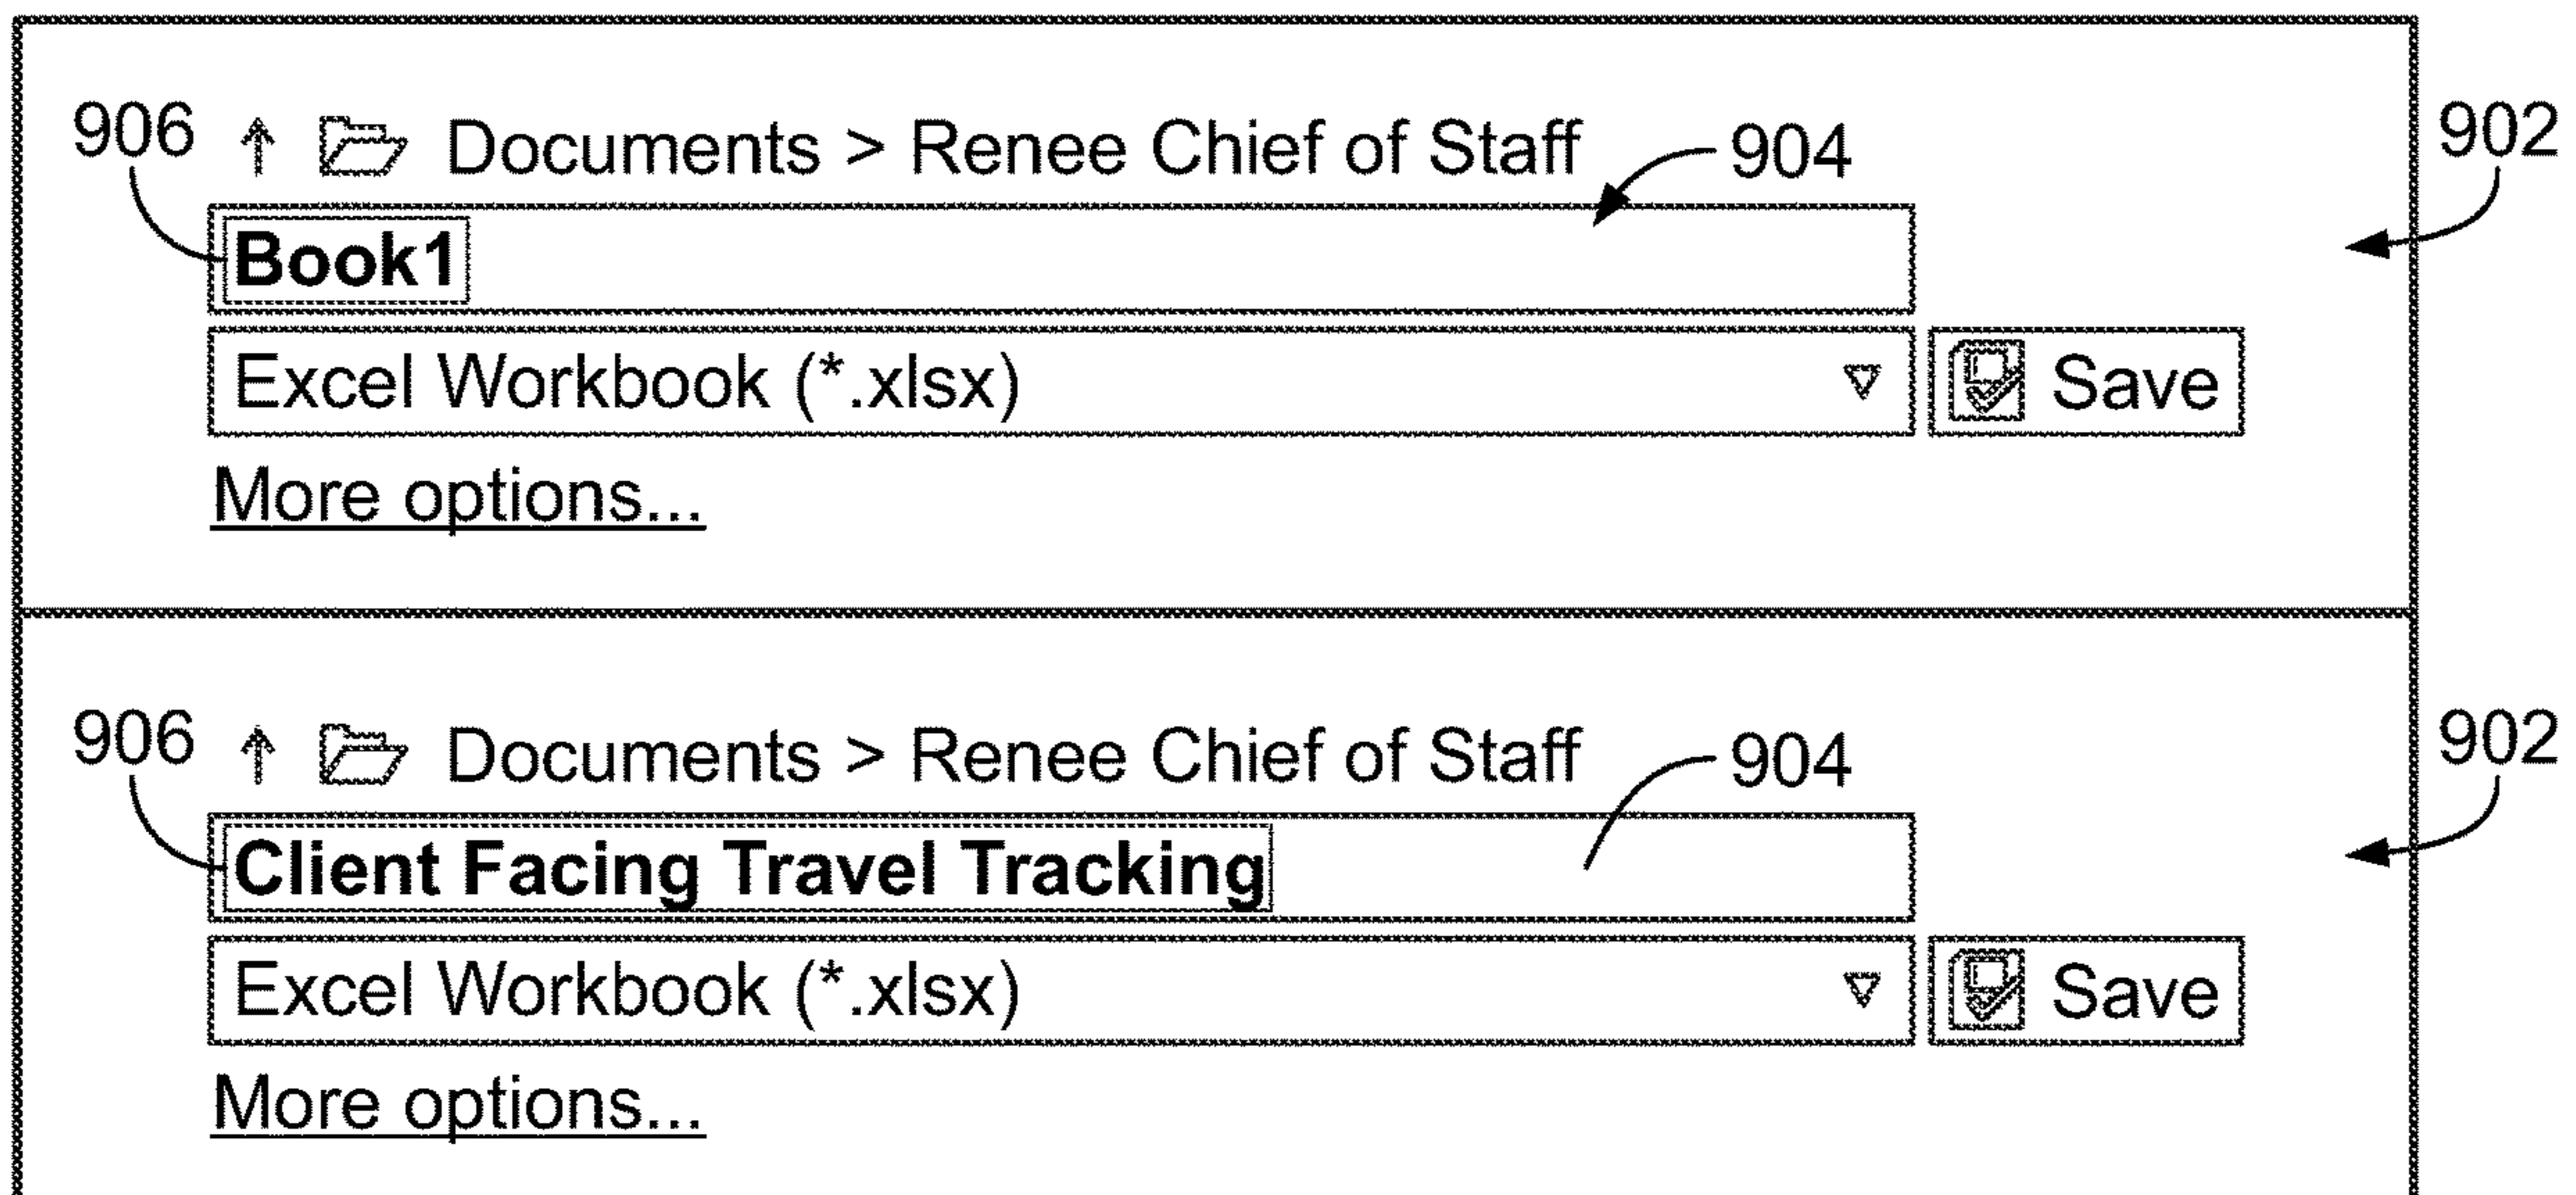 906 ↑ Documents > Renee Chief of Staff 904 902
Book1
Excel Workbook (*.xlsx) Save
More options...
906 ↑ Documents > Renee Chief of Staff 904 902
Client Facing Travel Tracking
Excel Workbook (*.xlsx) Save
More options...